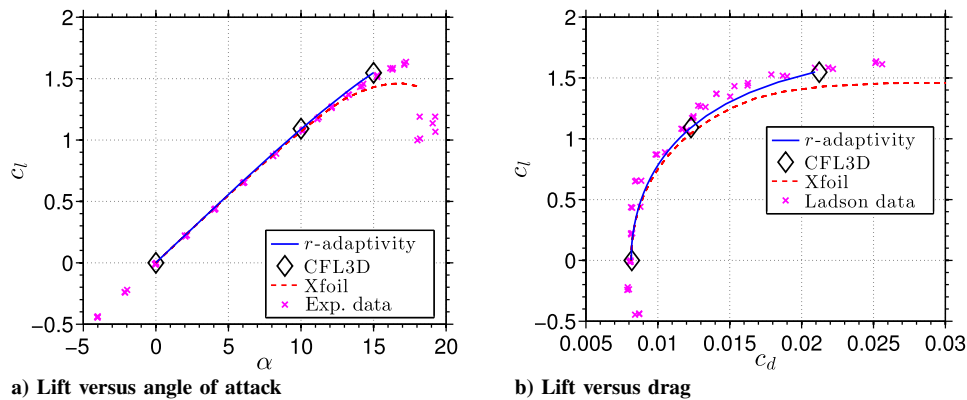 2
1.5
1
0.5
0
−0.5
c_l
−5 0 5 10 15 20
α
r-adaptivity
CFL3D
Xfoil
Exp. data
a) Lift versus angle of attack
2
1.5
1
0.5
0
−0.5
c_l
0.005 0.01 0.015 0.02 0.025 0.03
c_d
r-adaptivity
CFL3D
Xfoil
Ladson data
b) Lift versus drag